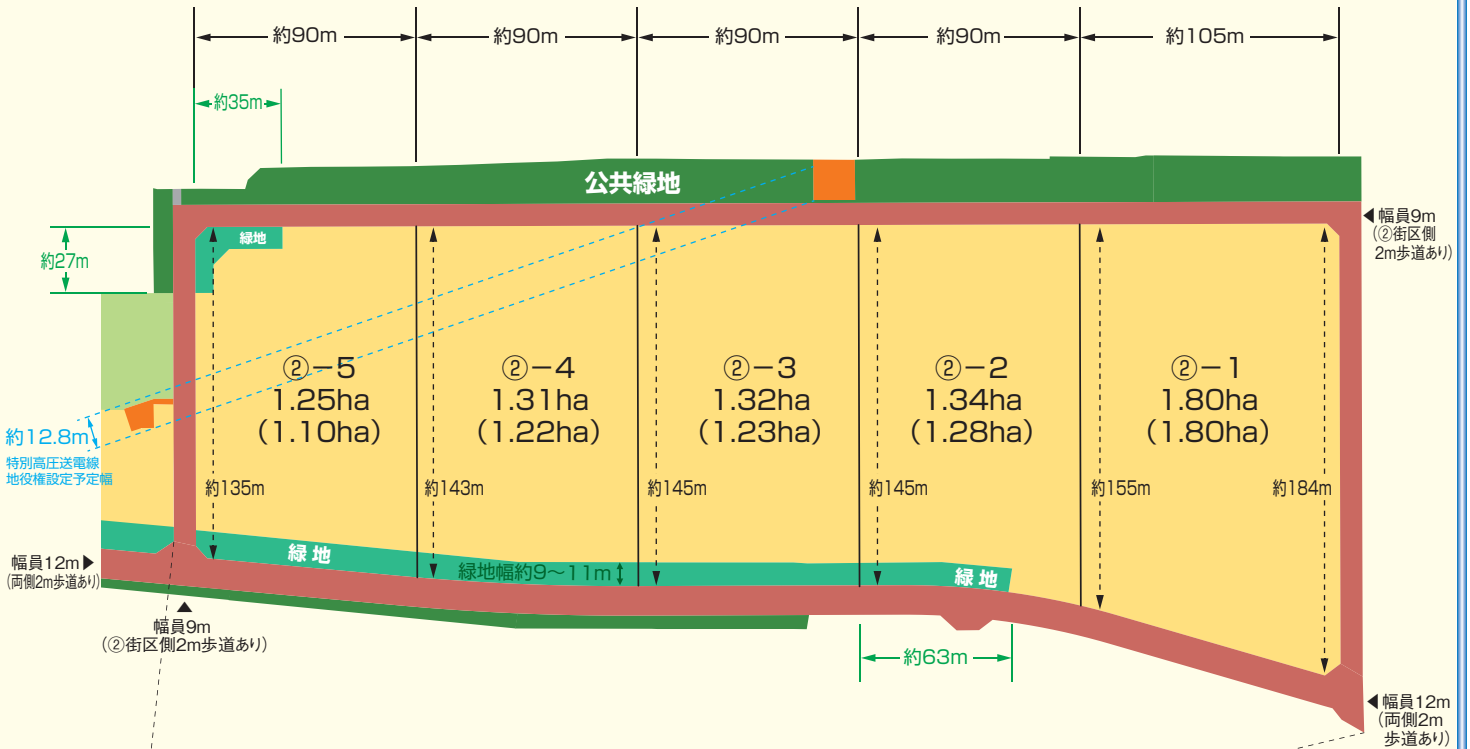 約90m
約90m
約90m
約90m
約105m
約35m
公共緑地
幅員9m
(②街区側
2m歩道あり)
緑地
約27m
②−5
1.25ha
(1.10ha)
②−4
1.31ha
(1.22ha)
②−3
1.32ha
(1.23ha)
②−2
1.34ha
(1.28ha)
②−1
1.80ha
(1.80ha)
約12.8m
特別高圧送電線
地役権設定予定幅
約135m
約143m
約145m
約145m
約155m
約184m
幅員12m
(両側2m歩道あり)
緑地
緑地幅約9〜11m
緑地
幅員9m
(②街区側2m歩道あり)
約63m
幅員12m
(両側2m
歩道あり)